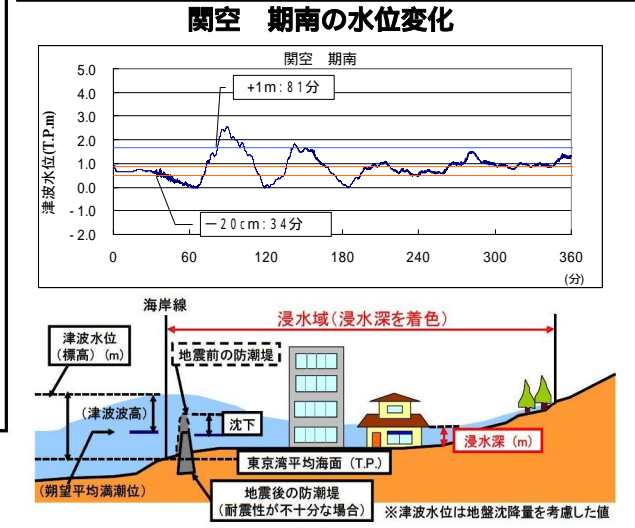 関空　期南の水位変化
関空　期南
津波水位(T.P.m)
5.0
4.0
3.0
2.0
1.0
0.0
- 1.0
- 2.0
+1m:81分
－20cm:34分
0 60 120 180 240 300 360
(分)
海岸線
浸水域(浸水深を着色)
津波水位
(標高)(m)
地震前の防潮堤
(津波波高)
沈下
浸水深(m)
東京湾平均海面(T.P.)
(朔望平均満潮位)
地震後の防潮堤
(耐震性が不十分な場合)
※津波水位は地盤沈降量を考慮した値